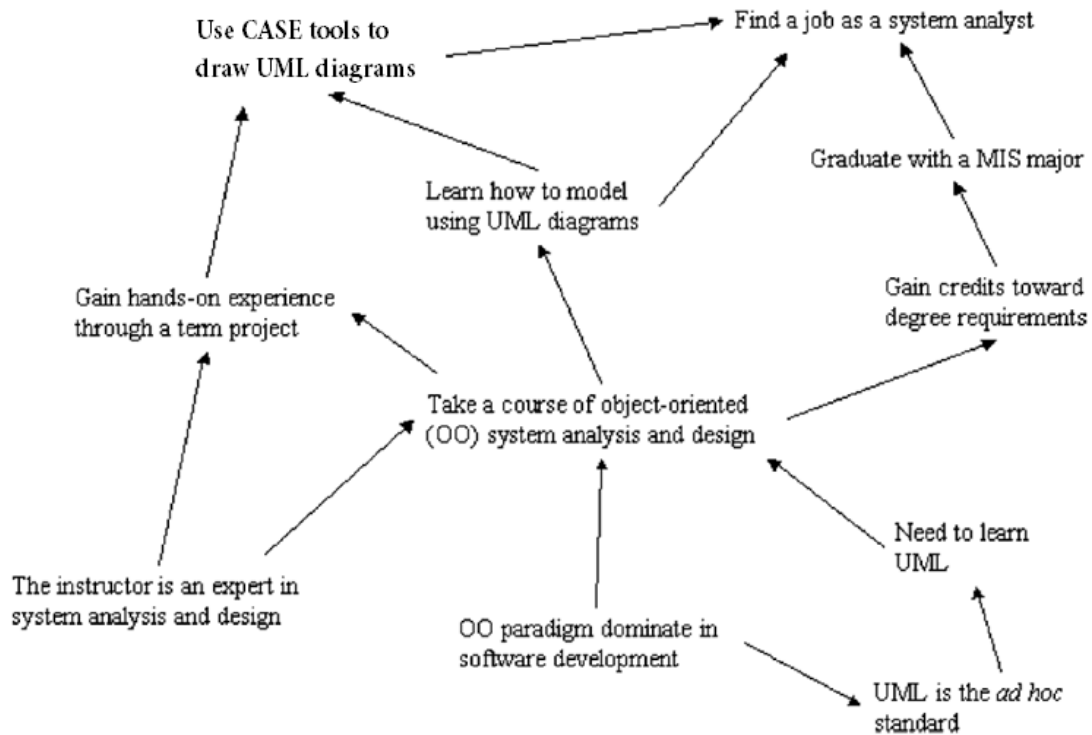 Use CASE tools to
draw UML diagrams
Find a job as a system analyst
Graduate with a MIS major
Learn how to model
using UML diagrams
Gain hands-on experience
through a term project
Gain credits toward
degree requirements
Take a course of object-oriented
(OO) system analysis and design
Need to learn
UML
The instructor is an expert in
system analysis and design
OO paradigm dominate in
software development
UML is the ad hoc
standard